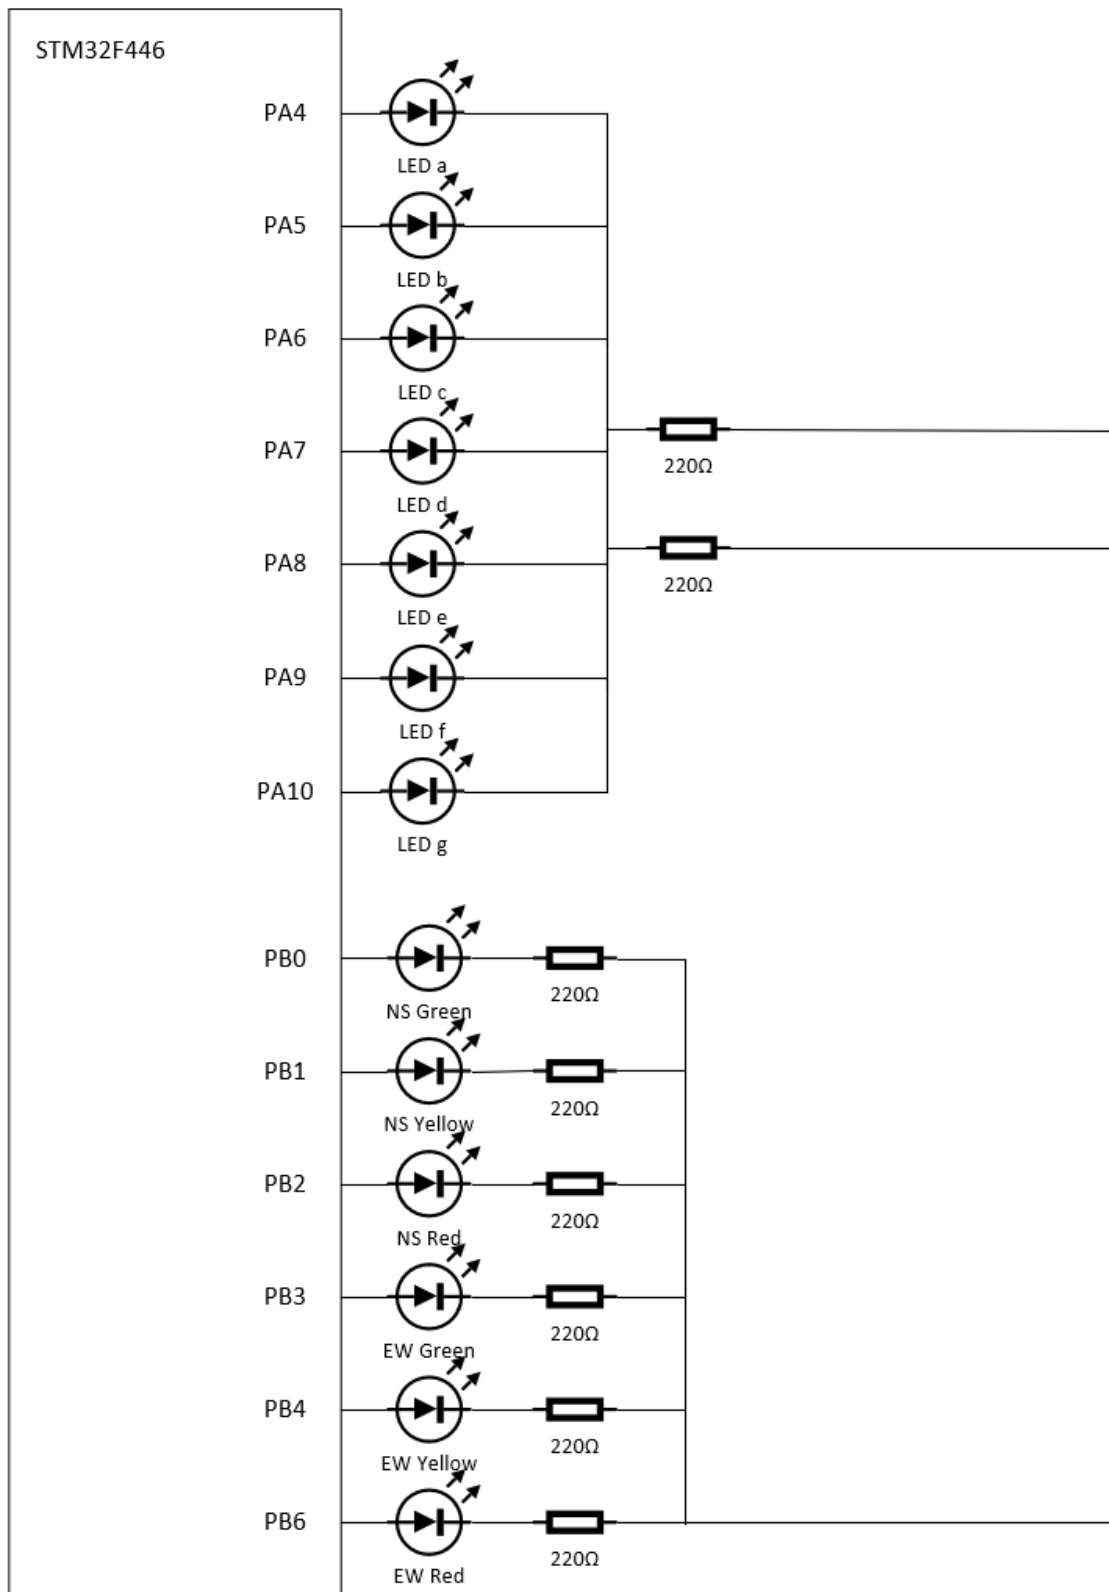 STM32F446
PA4
LED a
PA5
LED b
PA6
LED c
PA7
220Ω
LED d
PA8
220Ω
LED e
PA9
LED f
PA10
LED g
PB0
220Ω
NS Green
PB1
220Ω
NS Yellow
PB2
220Ω
NS Red
PB3
220Ω
EW Green
PB4
220Ω
EW Yellow
PB6
220Ω
EW Red